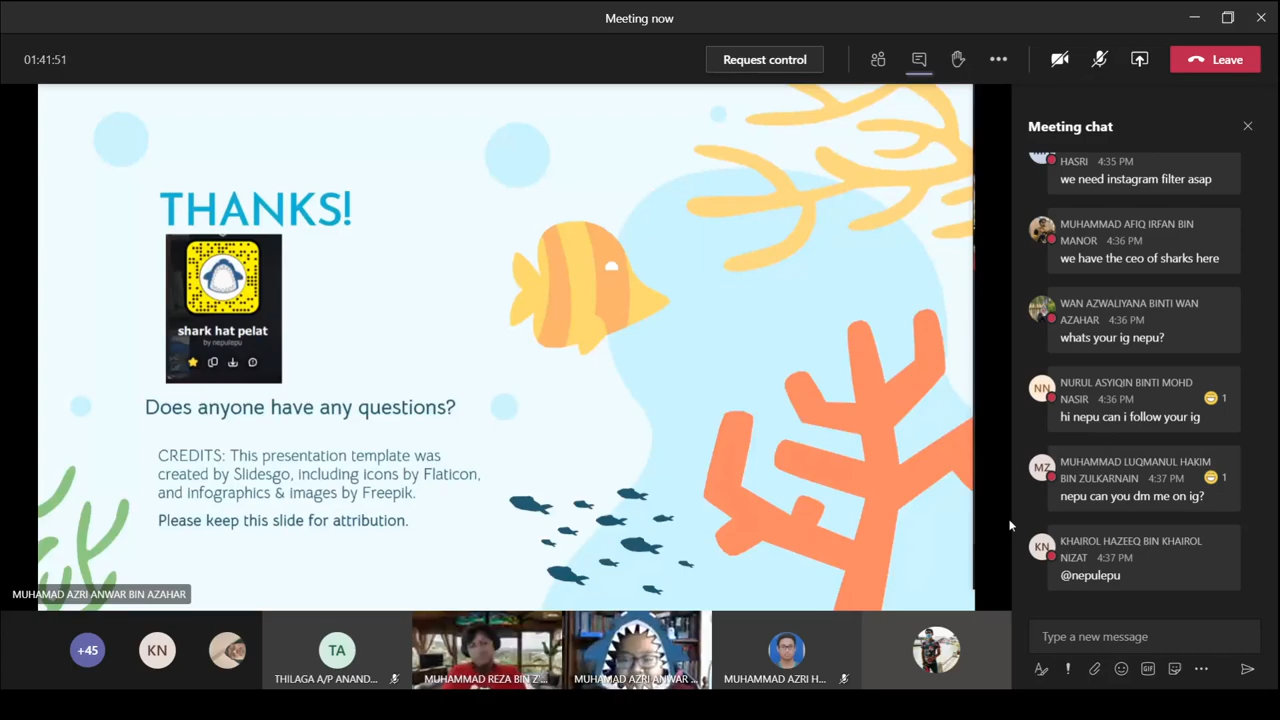 Meeting now
01:41:51
Request control
Leave
THANKS!
shark hat pelat
by nepulepu
Does anyone have any questions?
CREDITS: This presentation template was
created by Slidesgo, including icons by Flaticon,
and infographics & images by Freepik.
Please keep this slide for attribution.
MUHAMAD AZRI ANWAR BIN AZAHAR
+45
KN
TA
THILAGA A/P ANAND...
MUHAMMAD REZA BIN Z'...
MUHAMAD AZRI ANWAR ...
MUHAMMAD AZRI H...
Meeting chat
HASRI 4:35 PM
we need instagram filter asap
MUHAMMAD AFIQ IRFAN BIN
MANOR 4:36 PM
we have the ceo of sharks here
WAN AZWALIYANA BINTI WAN
AZAHAR 4:36 PM
whats your ig nepu?
NN
NURUL ASYIQIN BINTI MOHD
NASIR 4:36 PM
1
hi nepu can i follow your ig
MZ
MUHAMMAD LUQMANUL HAKIM
BIN ZULKARNAIN 4:37 PM
1
nepu can you dm me on ig?
KN
KHAIROL HAZEEQ BIN KHAIROL
NIZAT 4:37 PM
@nepulepu
Type a new message
GIF